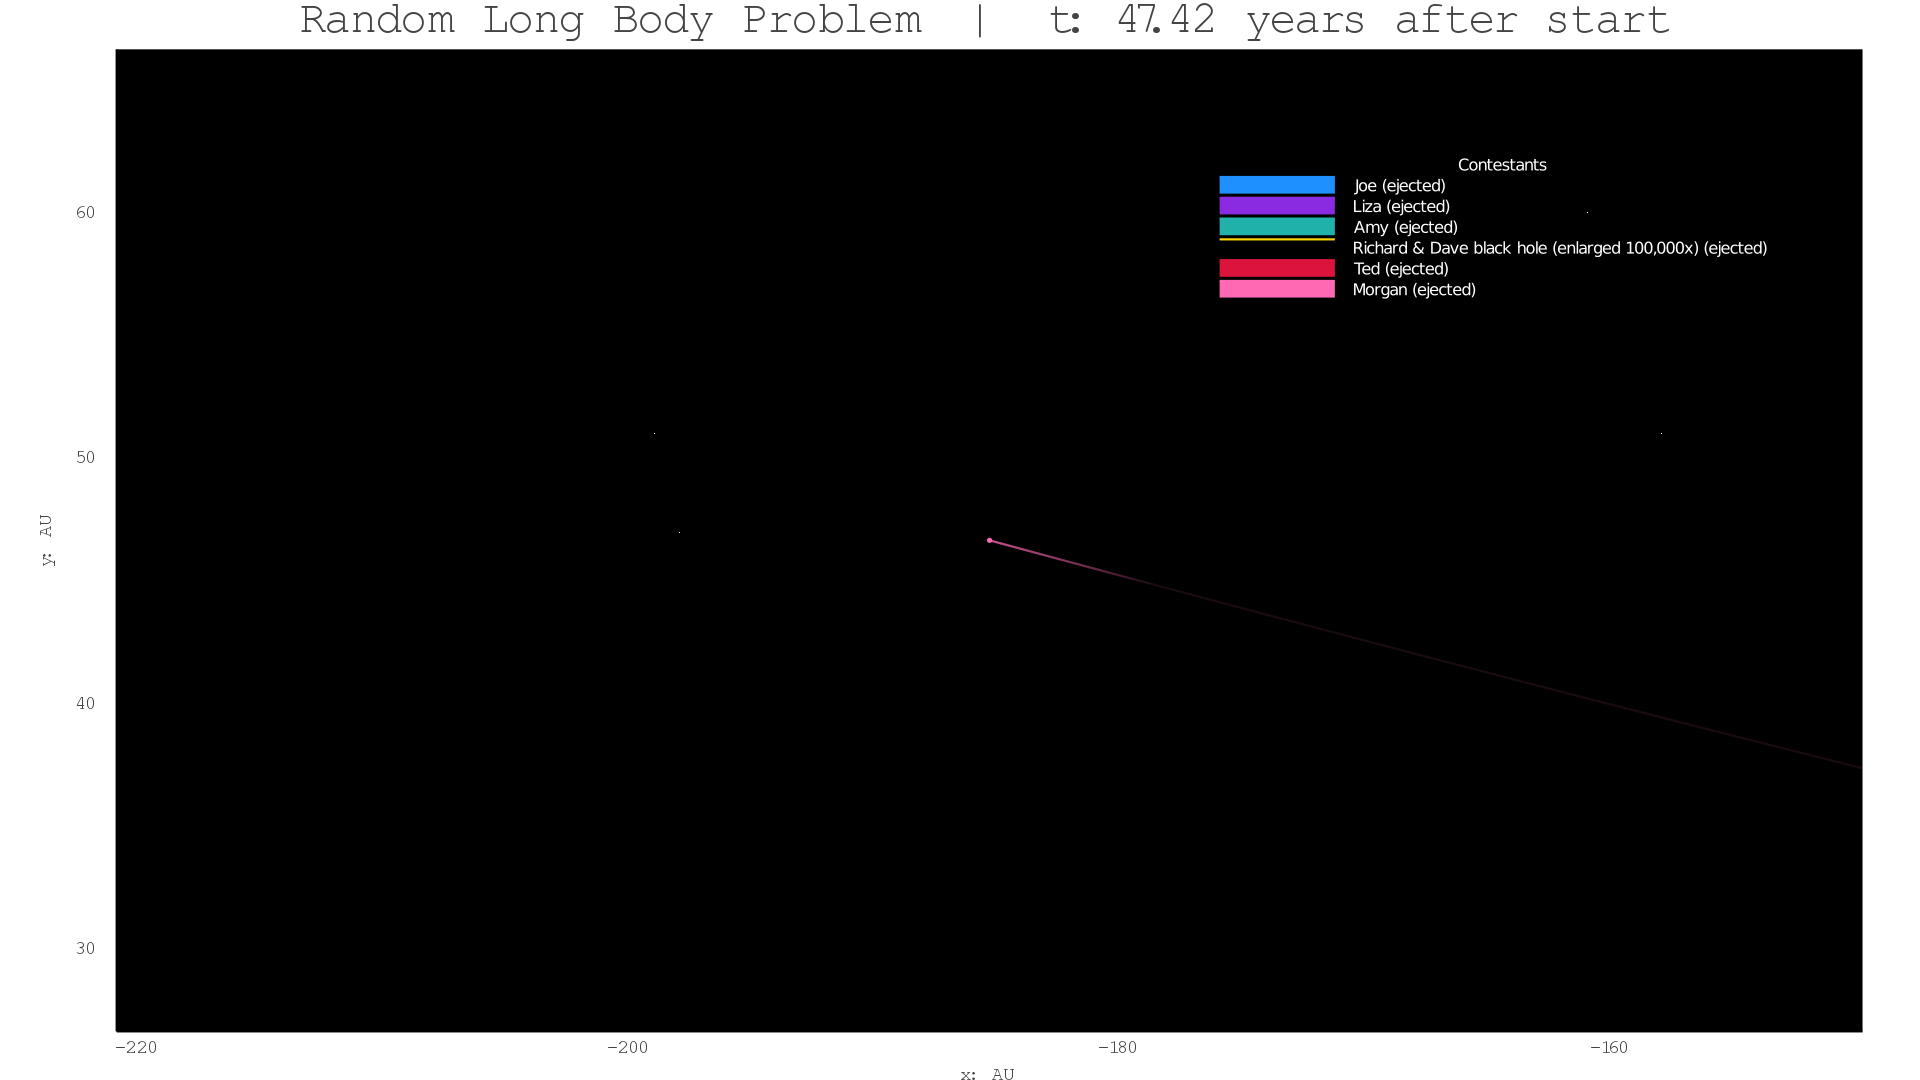 Random Long Body Problem | t: 47.42 years after start
Contestants
Joe (ejected)
Liza (ejected)
Amy (ejected)
Richard & Dave black hole (enlarged 100,000x) (ejected)
Ted (ejected)
Morgan (ejected)
60
50
40
30
y: AU
-220 -200 -180 -160
x: AU